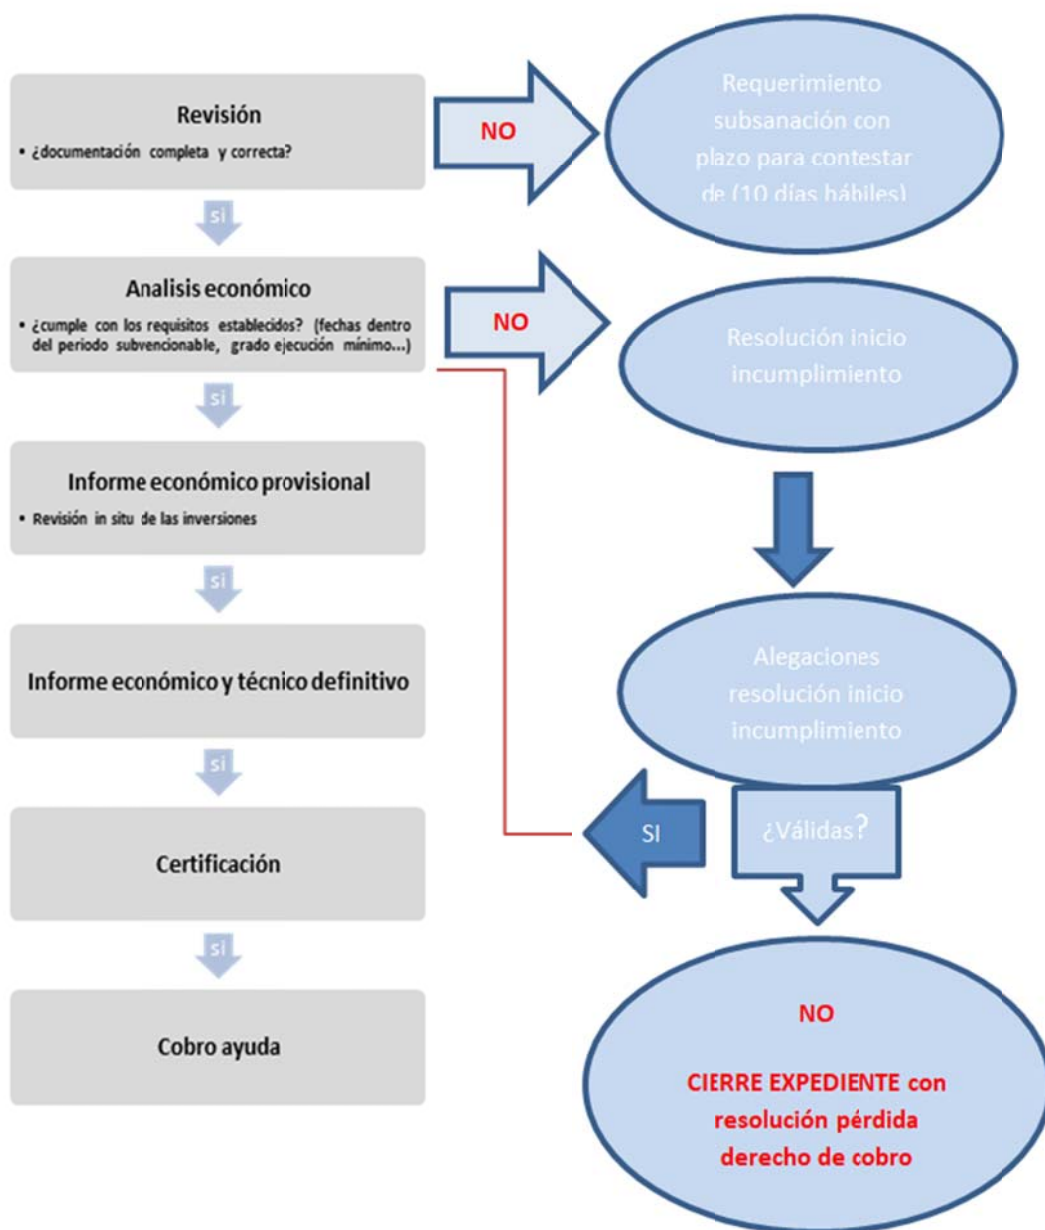 Revisión
• ¿documentación completa y correcta?
NO
Requerimiento
subsanación con
plazo para contestar
de (10 días hábiles)
si
Analisis económico
• ¿cumple con los requisitos establecidos? (fechas dentro
del periodo subvencionable, grado ejecución mínimo...)
NO
Resolución inicio
incumplimiento
si
Informe económico provisional
• Revisión in situ de las inversiones
si
Informe económico y técnico definitivo
Alegaciones
resolución inicio
incumplimiento
si
SI
¿Válidas?
Certificación
si
Cobro ayuda
NO
CIERRE EXPEDIENTE con
resolución pérdida
derecho de cobro